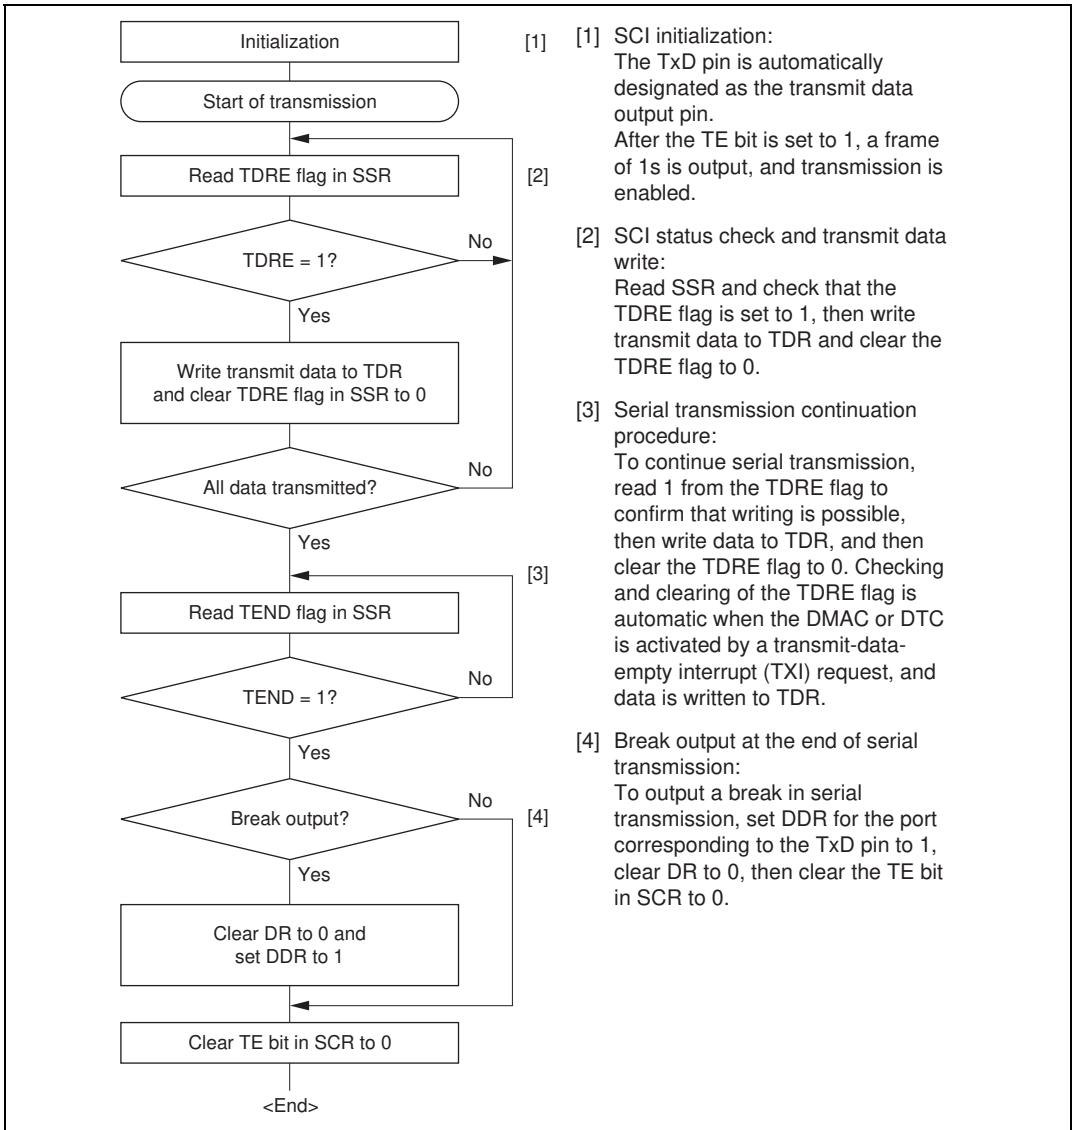 Initialization
[1]
Start of transmission
Read TDRE flag in SSR
[2]
TDRE = 1?
No
Yes
Write transmit data to TDR
and clear TDRE flag in SSR to 0
All data transmitted?
No
Yes
[3]
Read TEND flag in SSR
TEND = 1?
No
Yes
Break output?
No
[4]
Yes
Clear DR to 0 and
set DDR to 1
Clear TE bit in SCR to 0
<End>
[1] SCI initialization:
The TxD pin is automatically
designated as the transmit data
output pin.
After the TE bit is set to 1, a frame
of 1s is output, and transmission is
enabled.
[2] SCI status check and transmit data
write:
Read SSR and check that the
TDRE flag is set to 1, then write
transmit data to TDR and clear the
TDRE flag to 0.
[3] Serial transmission continuation
procedure:
To continue serial transmission,
read 1 from the TDRE flag to
confirm that writing is possible,
then write data to TDR, and then
clear the TDRE flag to 0. Checking
and clearing of the TDRE flag is
automatic when the DMAC or DTC
is activated by a transmit-data-
empty interrupt (TXI) request, and
data is written to TDR.
[4] Break output at the end of serial
transmission:
To output a break in serial
transmission, set DDR for the port
corresponding to the TxD pin to 1,
clear DR to 0, then clear the TE bit
in SCR to 0.